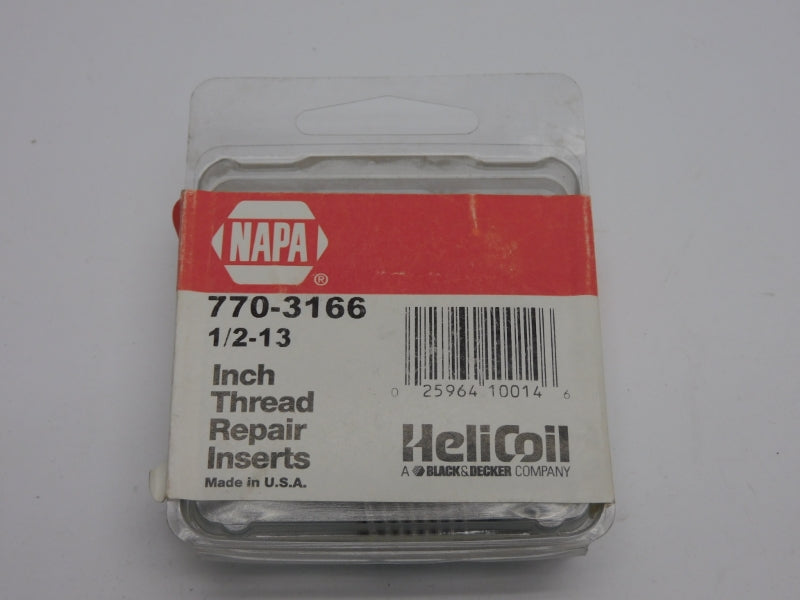 NAPA
®
770-3166
1/2-13
Inch
Thread
Repair
Inserts
Made in U.S.A.
0 25964 10014 6
HeliCoil
A BLACK&DECKER COMPANY